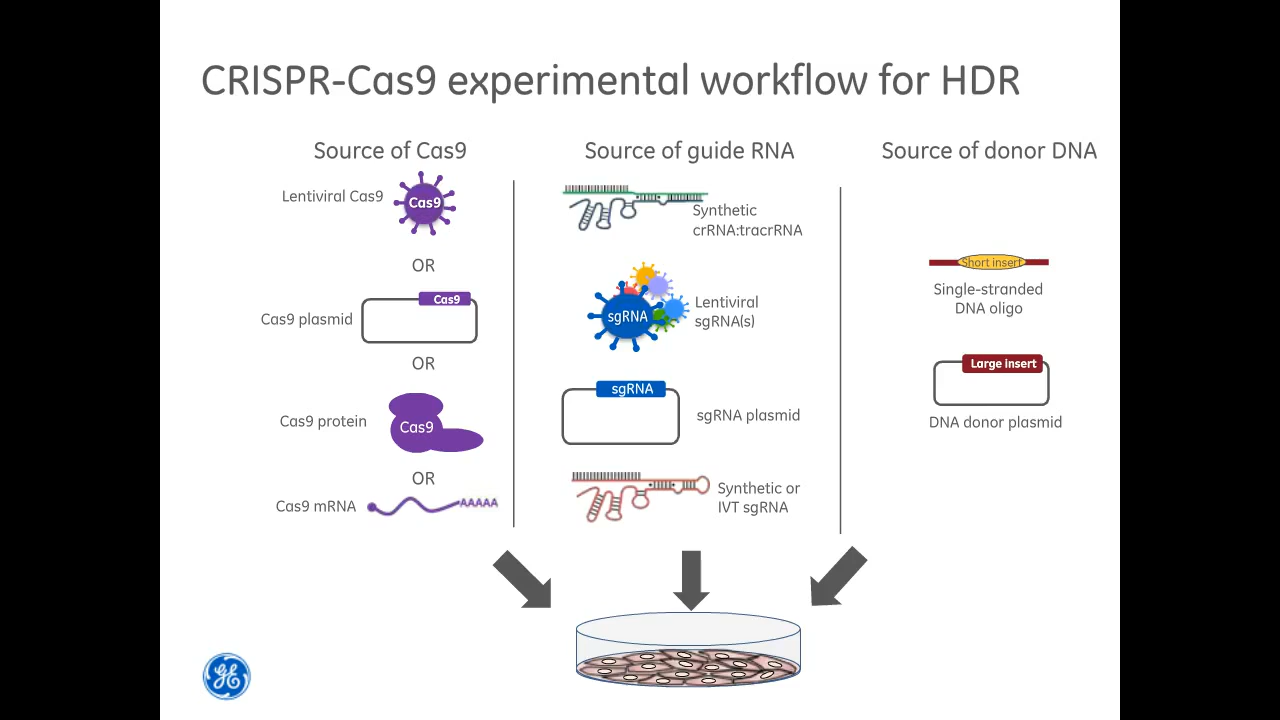 CRISPR-Cas9 experimental workflow for HDR
Source of Cas9
Lentiviral Cas9
Cas9
OR
Cas9
Cas9 plasmid
OR
Cas9 protein
Cas9
OR
Cas9 mRNA
AAAAA
Source of guide RNA
Synthetic
crRNA:tracrRNA
sgRNA
Lentiviral
sgRNA(s)
sgRNA
sgRNA plasmid
Synthetic or
IVT sgRNA
Source of donor DNA
Short insert
Single-stranded
DNA oligo
Large insert
DNA donor plasmid
GE